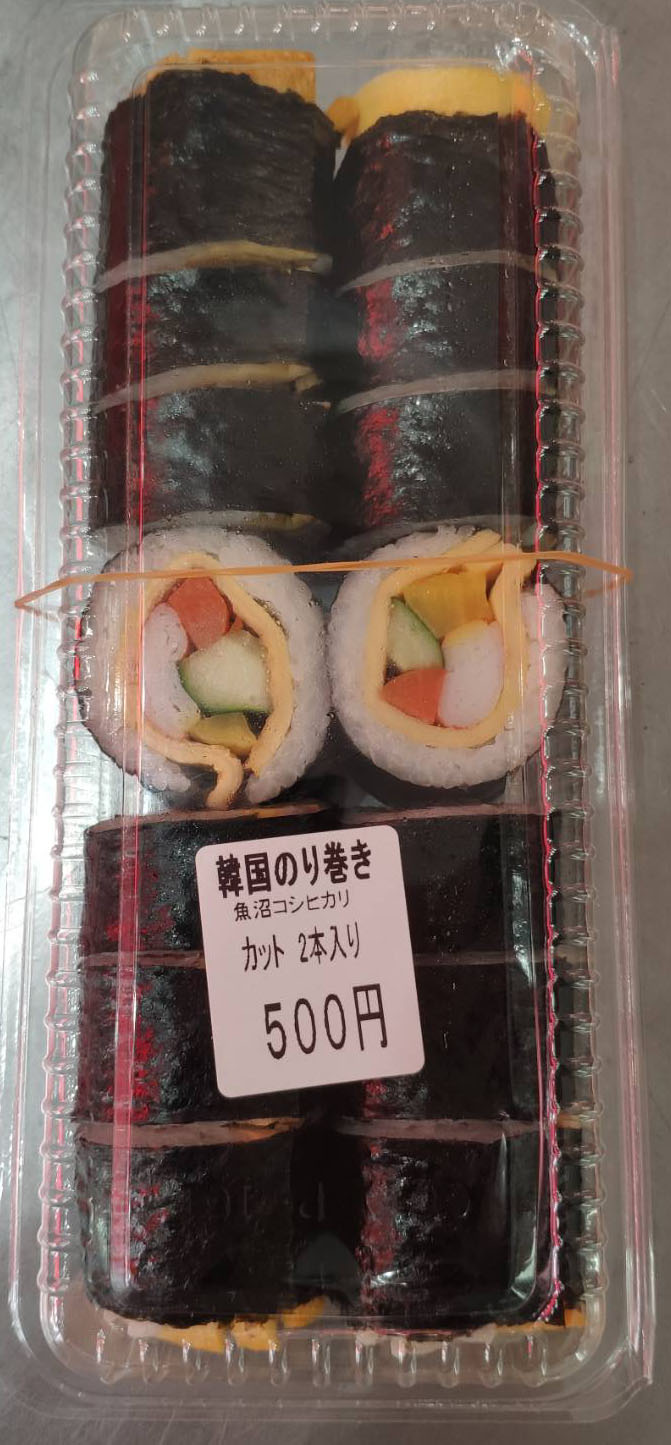 韓国のり巻き
魚沼コシヒカリ
カット 2本入り
500円